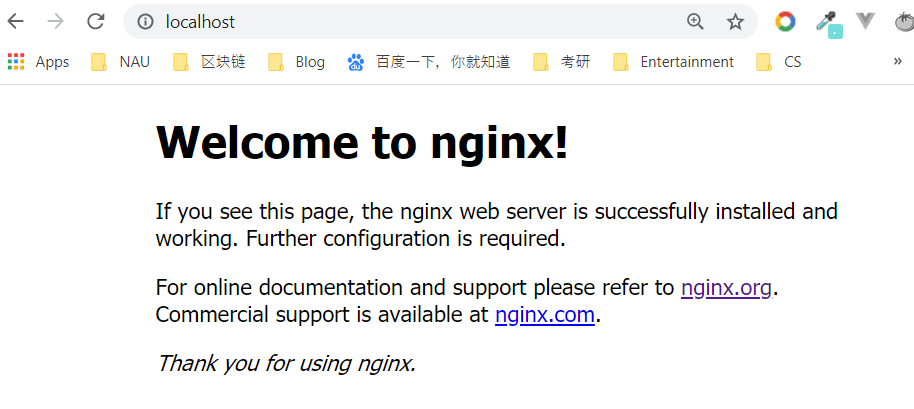 localhost
Apps NAU 区块链 Blog 百度一下，你就知道 考研 Entertainment CS »
Welcome to nginx!
If you see this page, the nginx web server is successfully installed and
working. Further configuration is required.
For online documentation and support please refer to nginx.org.
Commercial support is available at nginx.com.
Thank you for using nginx.